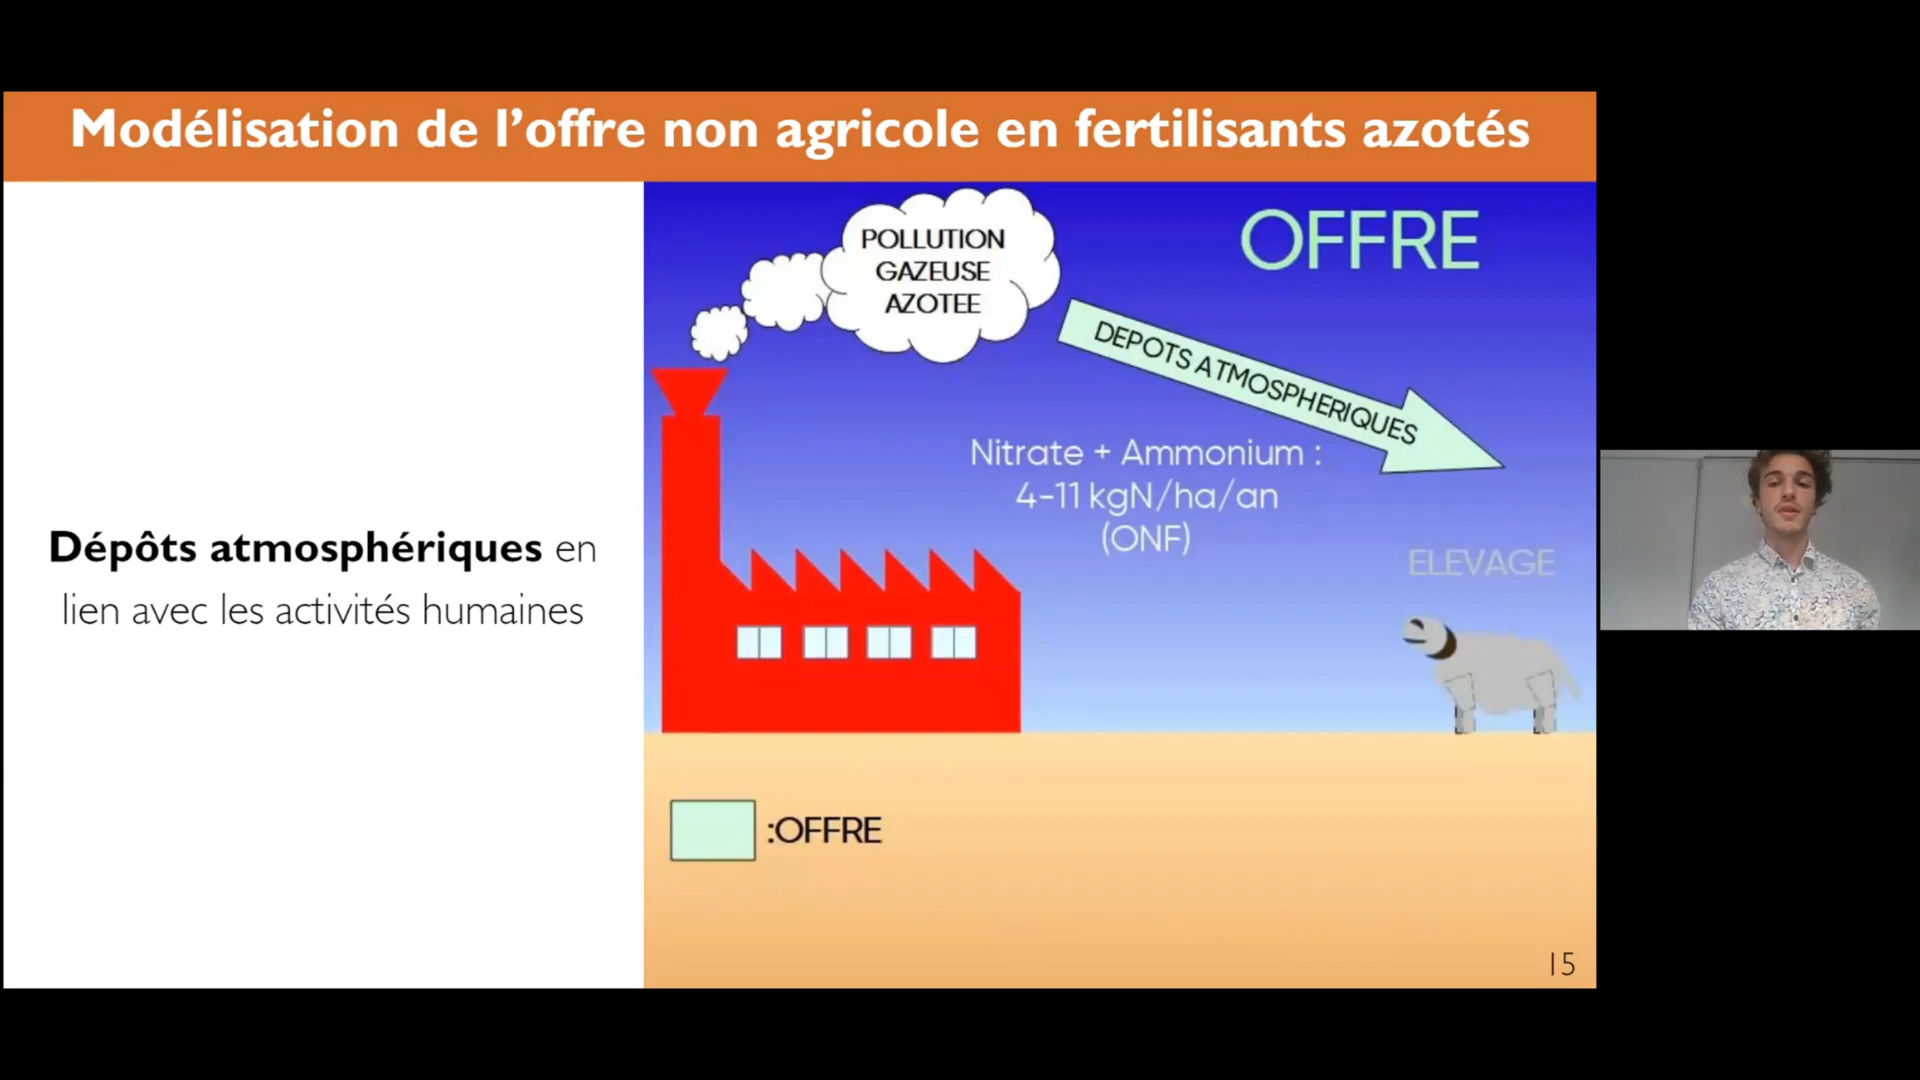 Modélisation de l’offre non agricole en fertilisants azotés
Dépôts atmosphériques en
lien avec les activités humaines
POLLUTION
GAZEUSE
AZOTEE
OFFRE
DEPOTS ATMOSPHERIQUES
Nitrate + Ammonium :
4-11 kgN/ha/an
(ONF)
ELEVAGE
:OFFRE
15